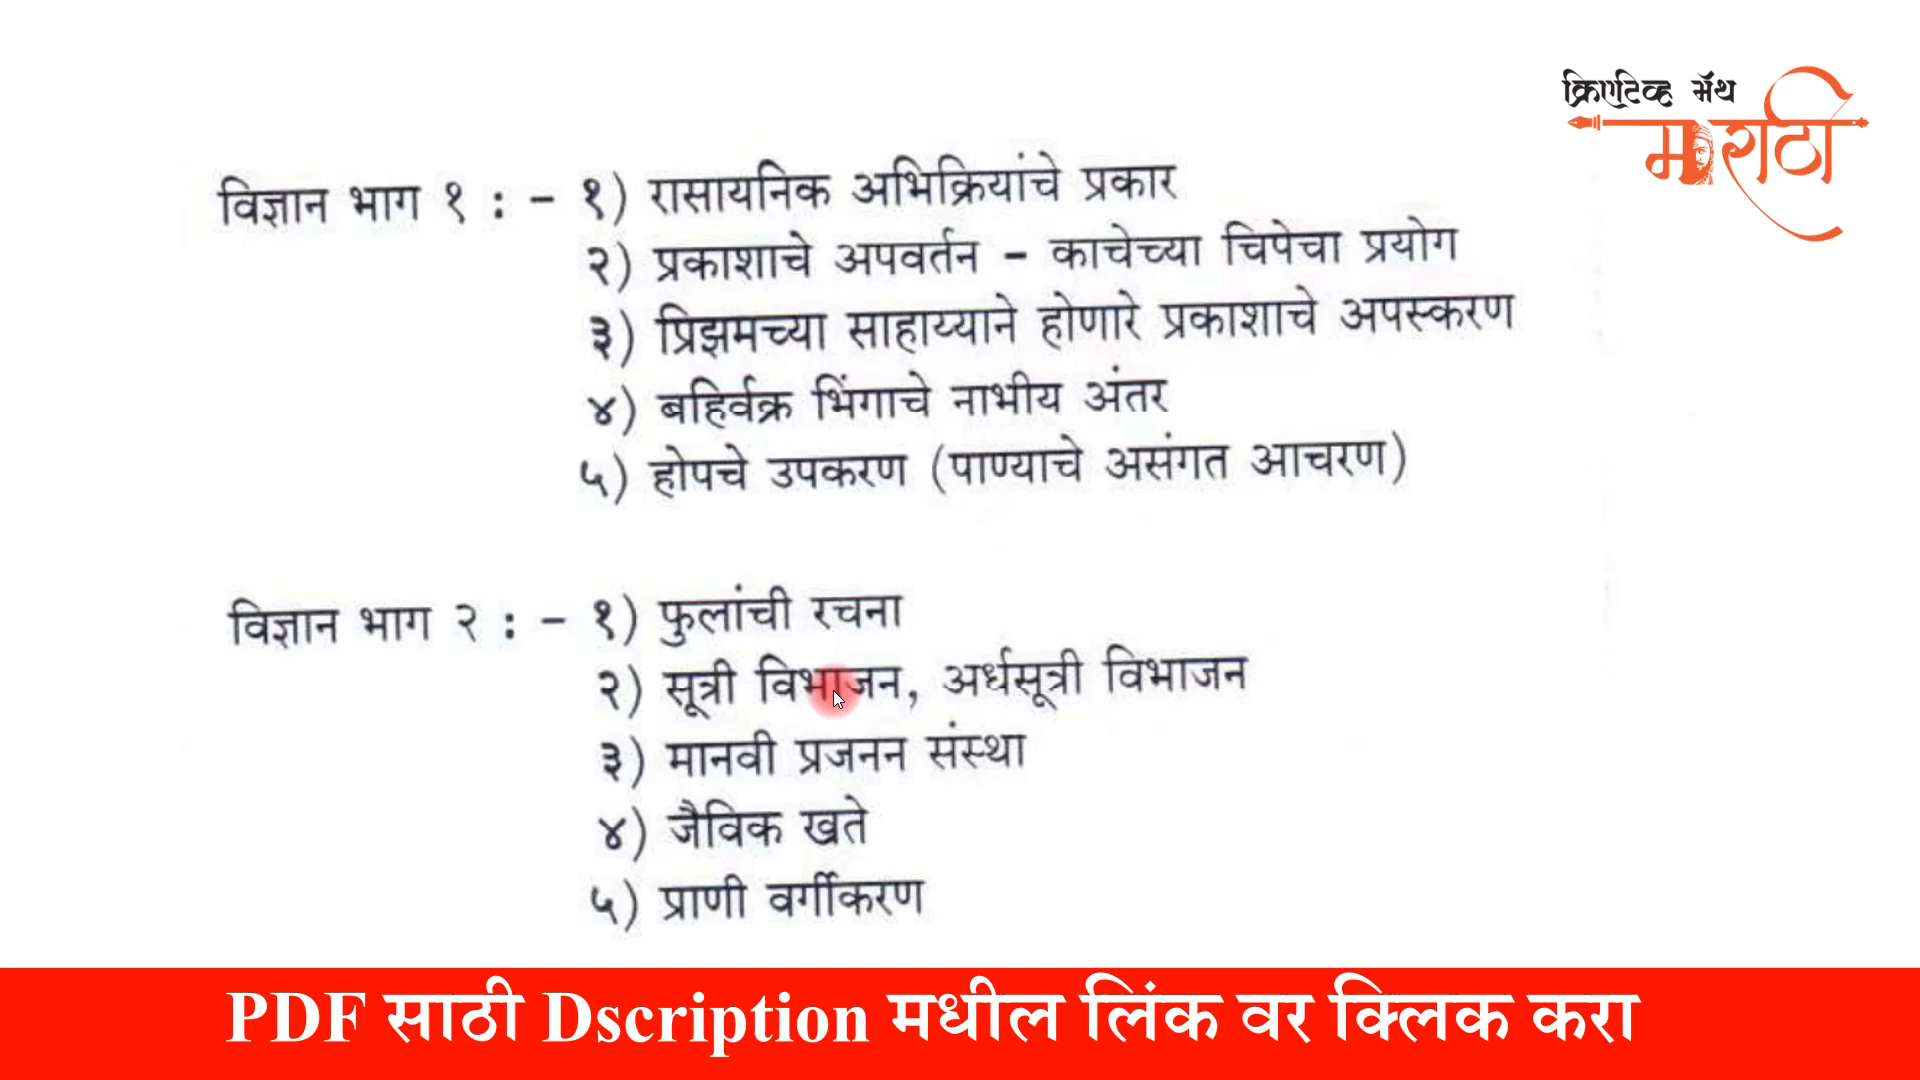 क्रिएटिव्ह मॅथ
मराठी
विज्ञान भाग १ : - १) रासायनिक अभिक्रियांचे प्रकार
२) प्रकाशाचे अपवर्तन - काचेच्या चिपेचा प्रयोग
३) प्रिझमच्या साहाय्याने होणारे प्रकाशाचे अपस्करण
४) बहिर्वक्र भिंगाचे नाभीय अंतर
५) होपचे उपकरण (पाण्याचे असंगत आचरण)
विज्ञान भाग २ : - १) फुलांची रचना
२) सूत्री विभाजन, अर्धसूत्री विभाजन
३) मानवी प्रजनन संस्था
४) जैविक खते
५) प्राणी वर्गीकरण
PDF साठी Dscription मधील लिंक वर क्लिक करा